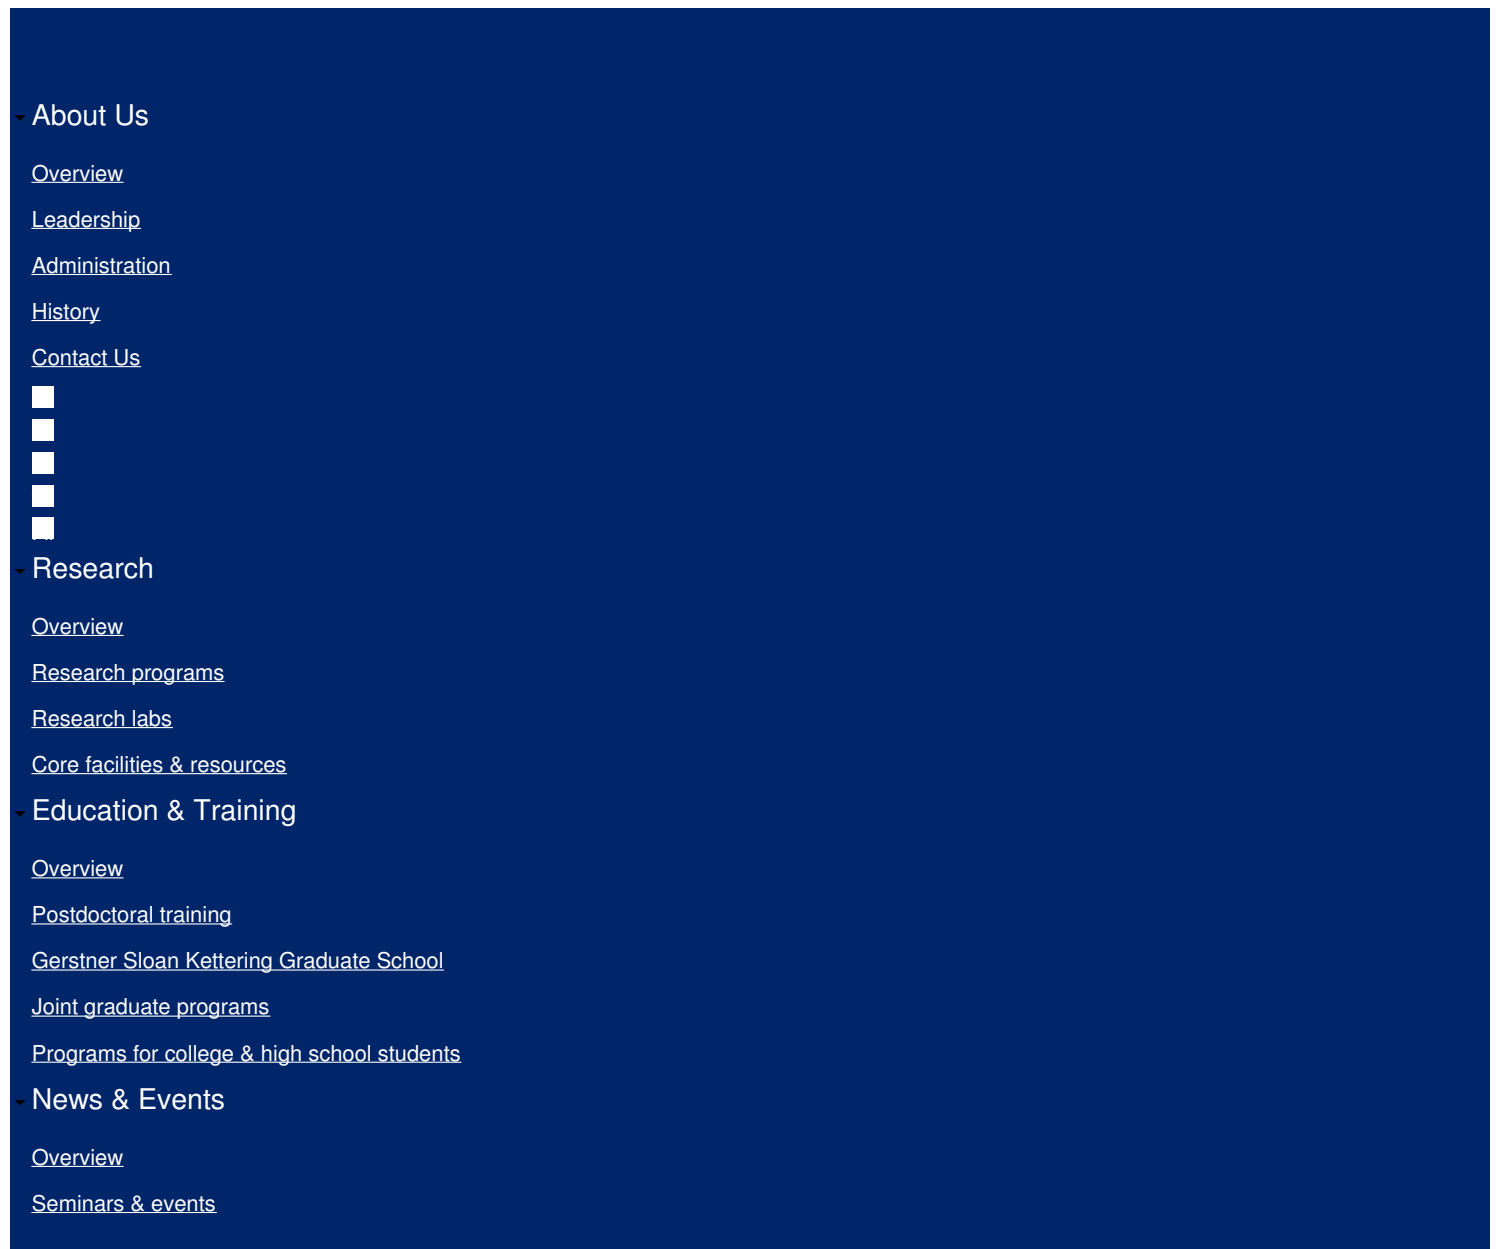 About Us
Overview
Leadership
Administration
History
Contact Us
Research
Overview
Research programs
Research labs
Core facilities & resources
Education & Training
Overview
Postdoctoral training
Gerstner Sloan Kettering Graduate School
Joint graduate programs
Programs for college & high school students
News & Events
Overview
Seminars & events